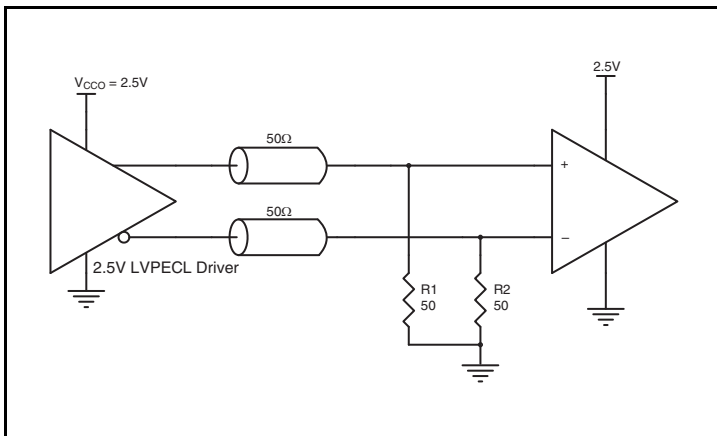 V_CCO = 2.5V
2.5V
50Ω
+
50Ω
–
2.5V LVPECL Driver
R1
50
R2
50